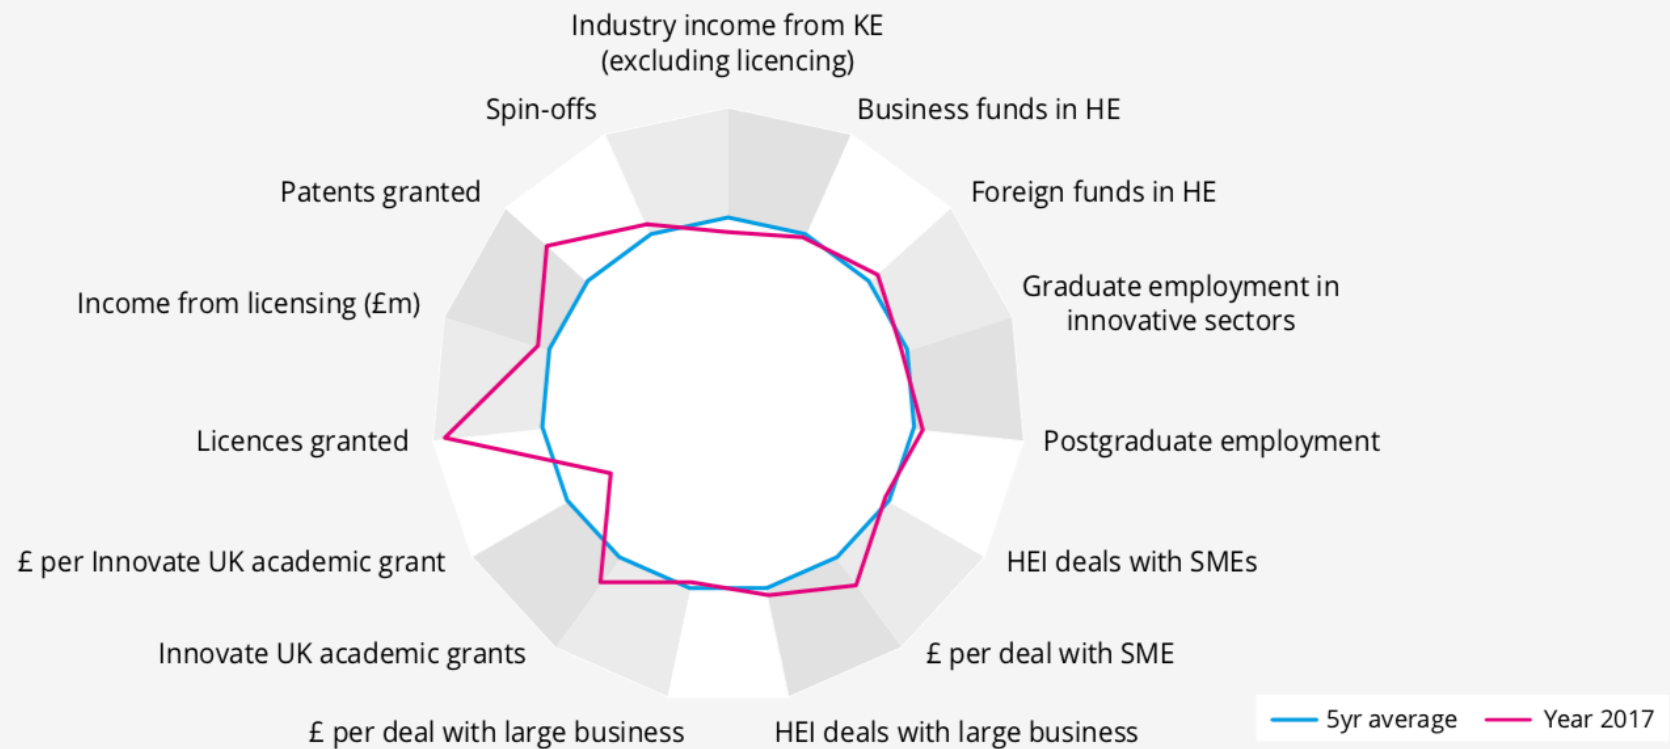 Industry income from KE
(excluding licencing)
Spin-offs
Business funds in HE
Patents granted
Foreign funds in HE
Income from licensing (£m)
Graduate employment in
innovative sectors
Licences granted
Postgraduate employment
£ per Innovate UK academic grant
HEI deals with SMEs
Innovate UK academic grants
£ per deal with SME
£ per deal with large business
HEI deals with large business
5yr average
Year 2017